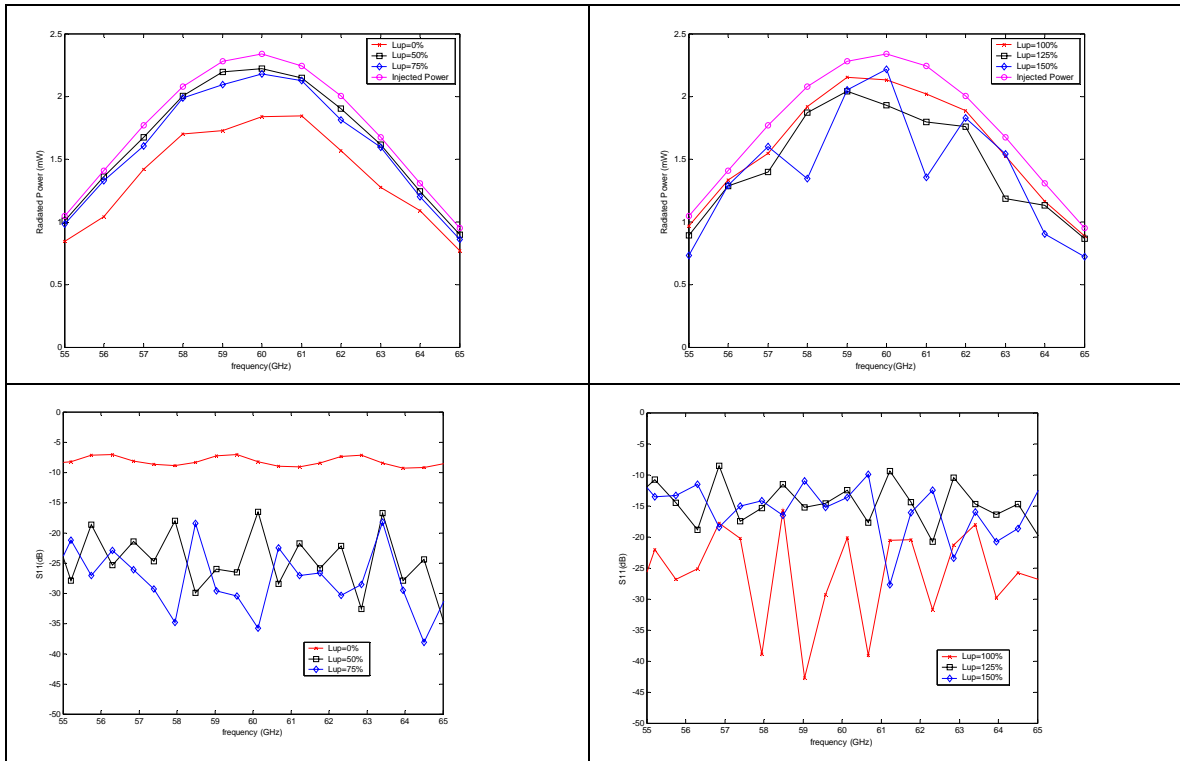 2.5
2
1.5
1
0.5
0
Radiated Power (mW)
Lup=0%
Lup=50%
Lup=75%
Injected Power
55 56 57 58 59 60 61 62 63 64 65
frequency(GHz)
2.5
2
1.5
1
0.5
0
Radiated Power (mW)
Lup=100%
Lup=125%
Lup=150%
Injected Power
55 56 57 58 59 60 61 62 63 64 65
frequency(GHz)
0
-5
-10
-15
-20
-25
-30
-35
-40
-45
-50
S11(dB)
Lup=0%
Lup=50%
Lup=75%
55 56 57 58 59 60 61 62 63 64 65
frequency (GHz)
0
-5
-10
-15
-20
-25
-30
-35
-40
-45
-50
S11(dB)
Lup=100%
Lup=125%
Lup=150%
55 56 57 58 59 60 61 62 63 64 65
frequency (GHz)